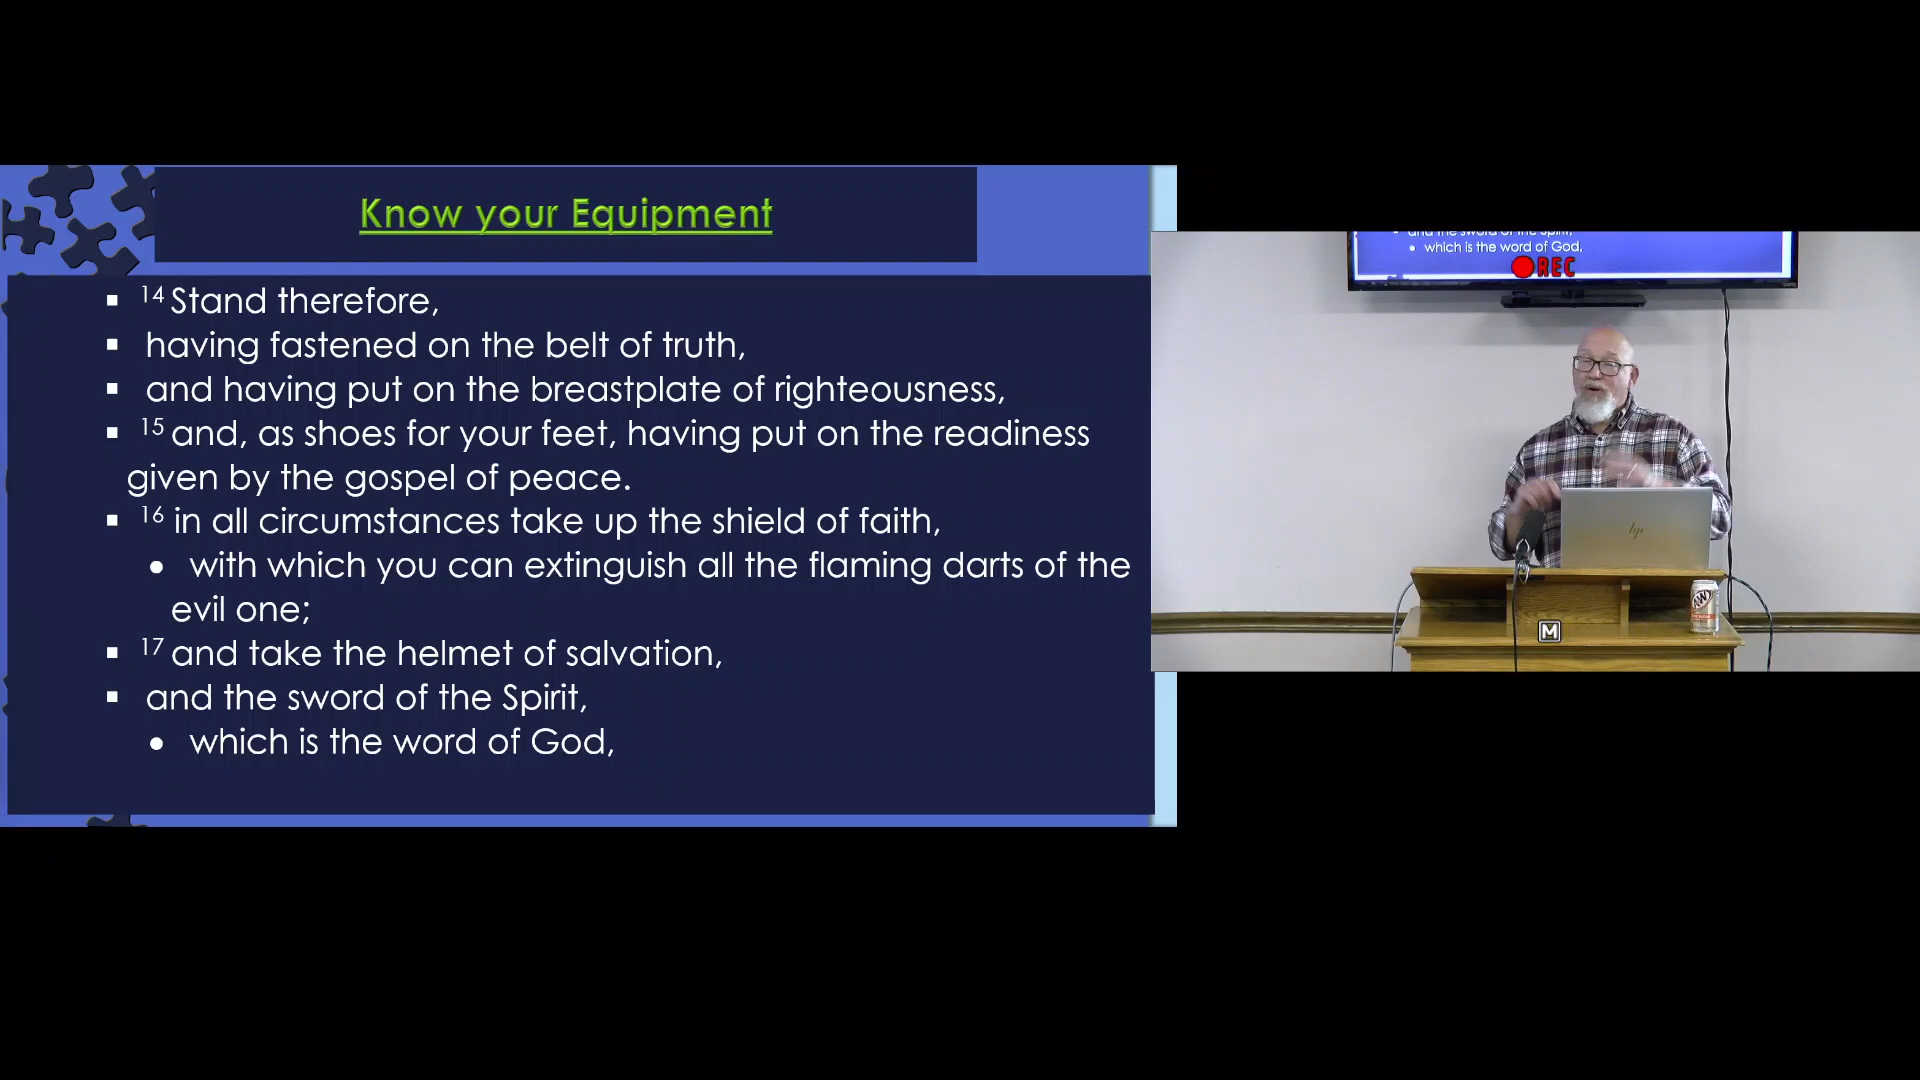 Know your Equipment
14 Stand therefore,
having fastened on the belt of truth,
and having put on the breastplate of righteousness,
15 and, as shoes for your feet, having put on the readiness
given by the gospel of peace.
16 in all circumstances take up the shield of faith,
with which you can extinguish all the flaming darts of the
evil one;
17 and take the helmet of salvation,
and the sword of the Spirit,
which is the word of God,
and the sword of the Spirit,
which is the word of God,
REC
hp
A&W
M